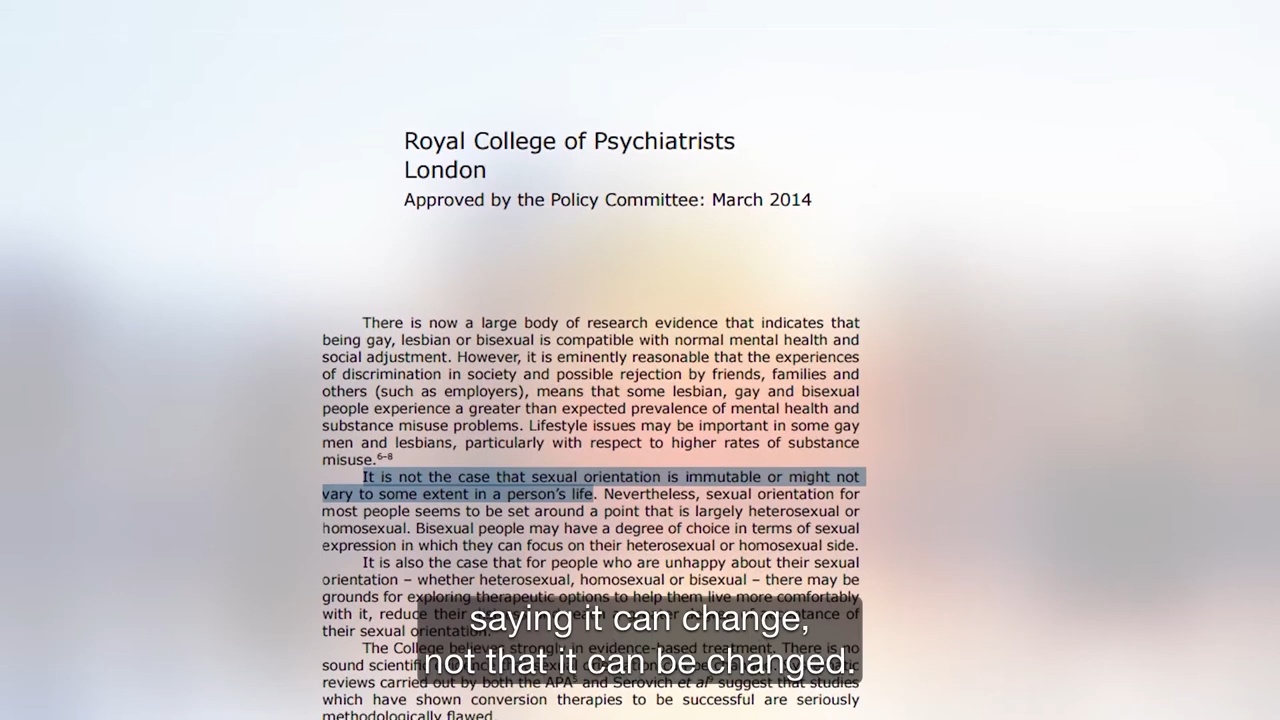 Royal College of Psychiatrists
London
Approved by the Policy Committee: March 2014
There is now a large body of research evidence that indicates that
being gay, lesbian or bisexual is compatible with normal mental health and
social adjustment. However, it is eminently reasonable that the experiences
of discrimination in society and possible rejection by friends, families and
others (such as employers), means that some lesbian, gay and bisexual
people experience a greater than expected prevalence of mental health and
substance misuse problems. Lifestyle issues may be important in some gay
men and lesbians, particularly with respect to higher rates of substance
misuse.6–8
It is not the case that sexual orientation is immutable or might not
vary to some extent in a person’s life. Nevertheless, sexual orientation for
most people seems to be set around a point that is largely heterosexual or
homosexual. Bisexual people may have a degree of choice in terms of sexual
expression in which they can focus on their heterosexual or homosexual side.
It is also the case that for people who are unhappy about their sexual
orientation – whether heterosexual, homosexual or bisexual – there may be
grounds for exploring therapeutic options to help them live more comfortably
with it, reduce their of
their sexual orientation.
The College believes strongly in evidence-based treatment. There is no
sound
reviews carried out by both the APA5 and Serovich et al9 suggest that studies
which have shown conversion therapies to be successful are seriously
methodologically flawed.
saying it can change,
not that it can be changed.